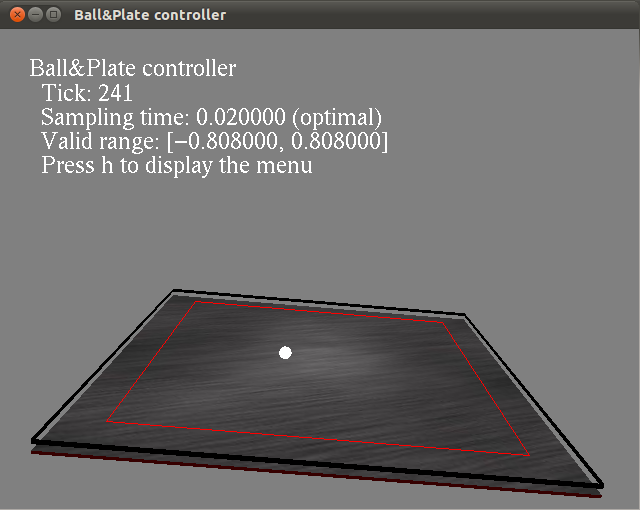 Ball&Plate controller
Ball&Plate controller
Tick: 241
Sampling time: 0.020000 (optimal)
Valid range: [−0.808000, 0.808000]
Press h to display the menu